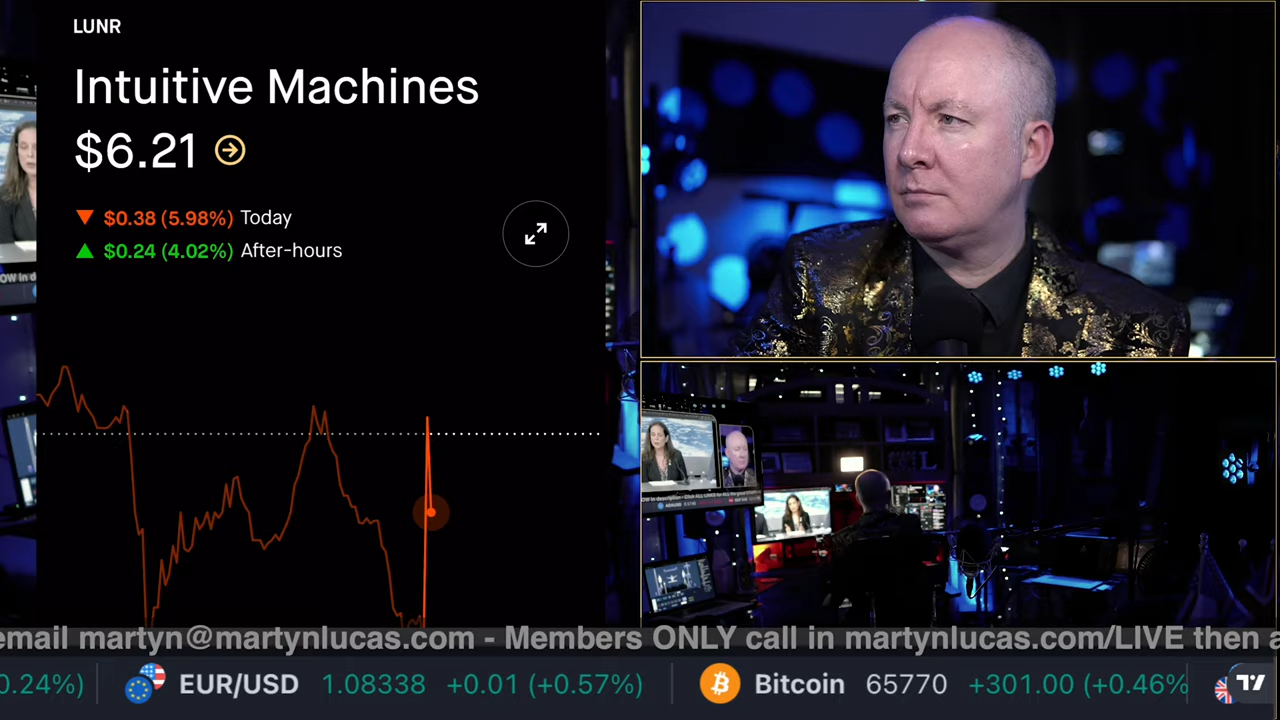 LUNR
Intuitive Machines
$6.21
$0.38 (5.98%) Today
$0.24 (4.02%) After-hours
email martyn@martynlucas.com - Members ONLY call in martynlucas.com/LIVE then a
0.24%) EUR/USD 1.08338 +0.01 (+0.57%) Bitcoin 65770 +301.00 (+0.46%